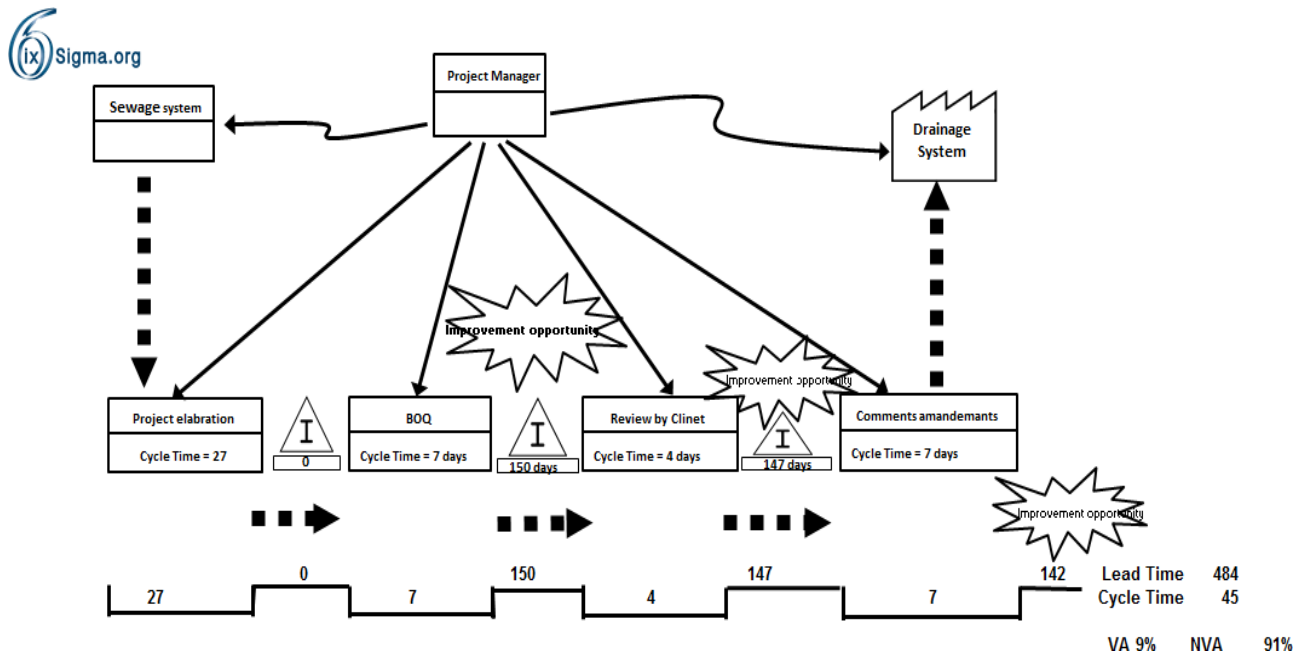 6ixSigma.org
Project Manager
Sewage system
Drainage
System
Improvement opportunity
Improvement opportunity
Project elabration
Cycle Time = 27
I
0
BOQ
Cycle Time = 7 days
I
150 days
Review by Clinet
Cycle Time = 4 days
I
147 days
Comments amandemants
Cycle Time = 7 days
Improvement opportunity
0 150 147 142 Lead Time 484
27 7 4 7 Cycle Time 45
VA 9% NVA 91%